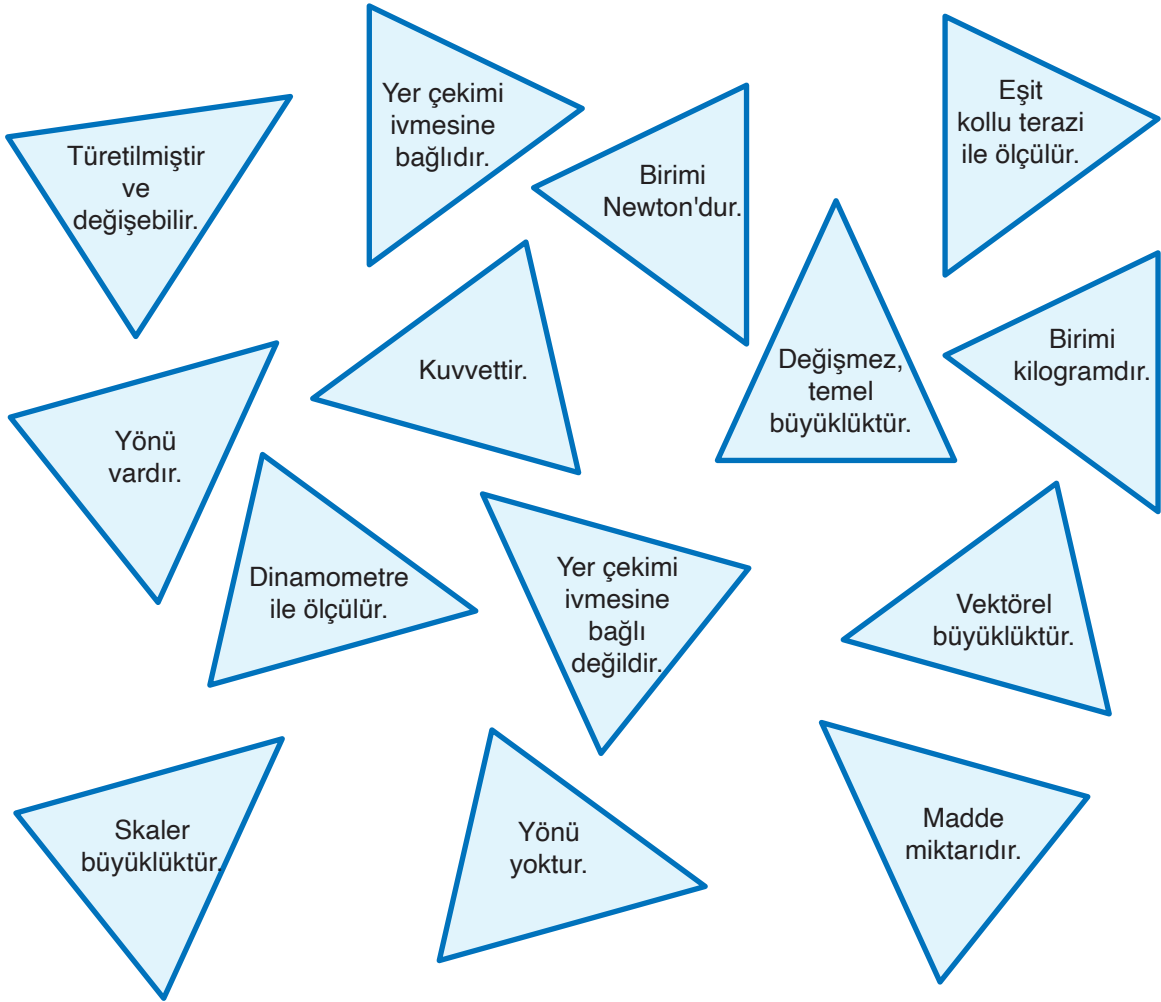 Türetilmiştir
ve
değişebilir.
Yer çekimi
ivmesine
bağlıdır.
Birimi
Newton'dur.
Eşit
kollu terazi
ile ölçülür.
Kuvvettir.
Değişmez,
temel
büyüklüktür.
Birimi
kilogramdır.
Yönü
vardır.
Dinamometre
ile ölçülür.
Yer çekimi
ivmesine
bağlı
değildir.
Vektörel
büyüklüktür.
Skaler
büyüklüktür.
Yönü
yoktur.
Madde
miktarıdır.